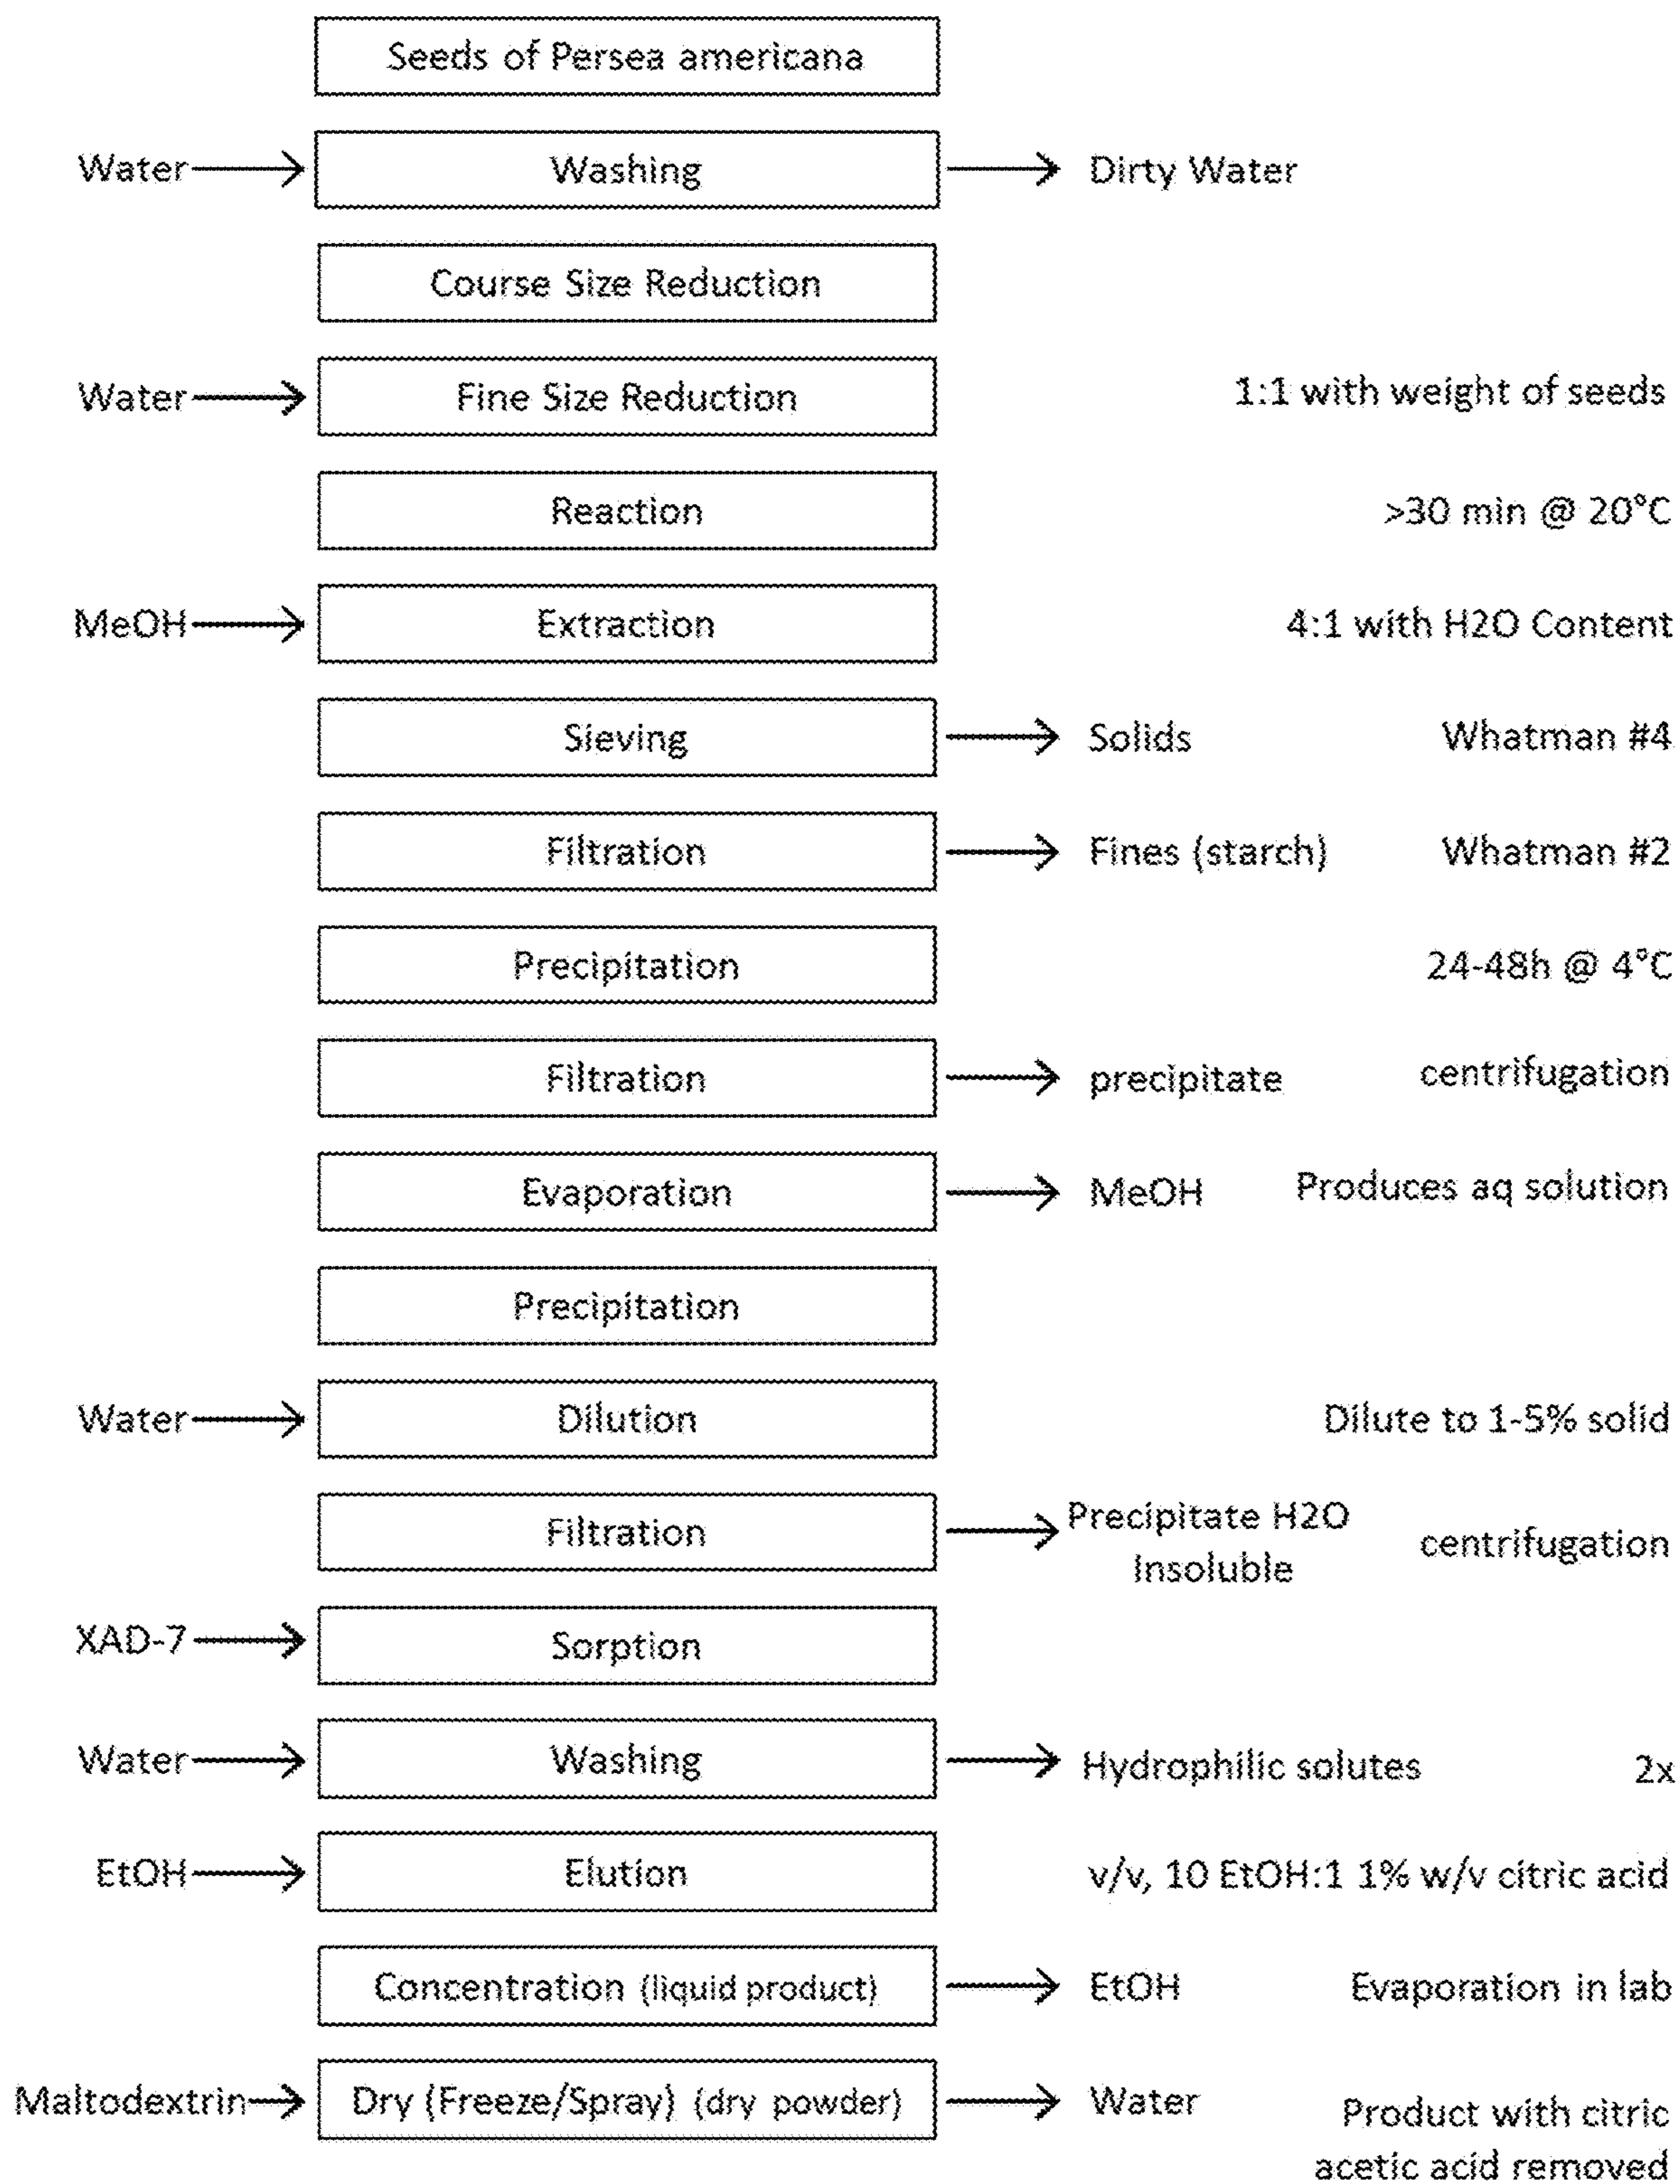 Seeds of Persea americana
Water Washing Dirty Water
Course Size Reduction
Water Fine Size Reduction 1:1 with weight of seeds
Reaction >30 min @ 20°C
MeOH Extraction 4:1 with H2O Content
Sieving Solids Whatman #4
Filtration Fines (starch) Whatman #2
Precipitation 24-48h @ 4°C
Filtration precipitate centrifugation
Evaporation MeOH Produces aq solution
Precipitation
Water Dilution Dilute to 1-5% solid
Filtration Precipitate H2O
Insoluble centrifugation
XAD-7 Sorption
Water Washing Hydrophilic solutes 2x
EtOH Elution v/v, 10 EtOH:1 1% w/v citric acid
Concentration (liquid product) EtOH Evaporation in lab
Maltodextrin Dry (Freeze/Spray) (dry powder) Water Product with citric
acetic acid removed